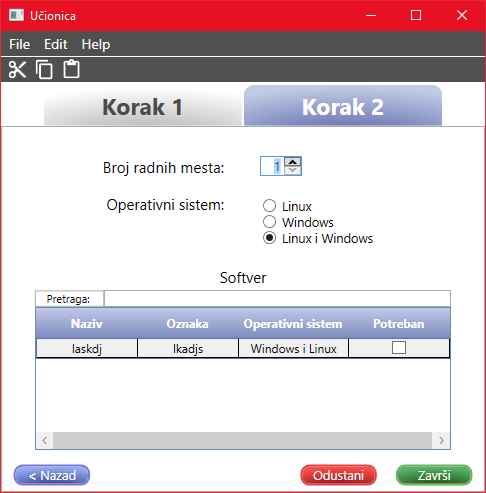 Učionica
File Edit Help
Korak 1 Korak 2
Broj radnih mesta: 1
Operativni sistem: Linux
Windows
Linux i Windows
Softver
Pretraga:
Naziv Oznaka Operativni sistem Potreban
laskdj lkadjs Windows i Linux
< Nazad Odustani Završi